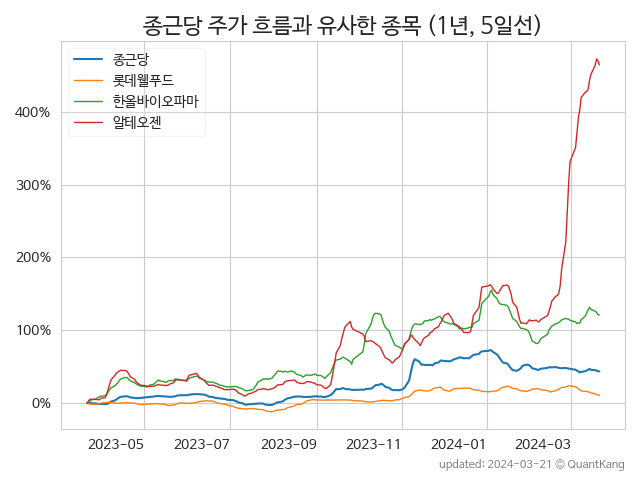 종근당 주가 흐름과 유사한 종목 (1년, 5일선)
종근당
롯데웰푸드
한올바이오파마
알테오젠
400%
300%
200%
100%
0%
2023-05 2023-07 2023-09 2023-11 2024-01 2024-03
updated: 2024-03-21 © QuantKang